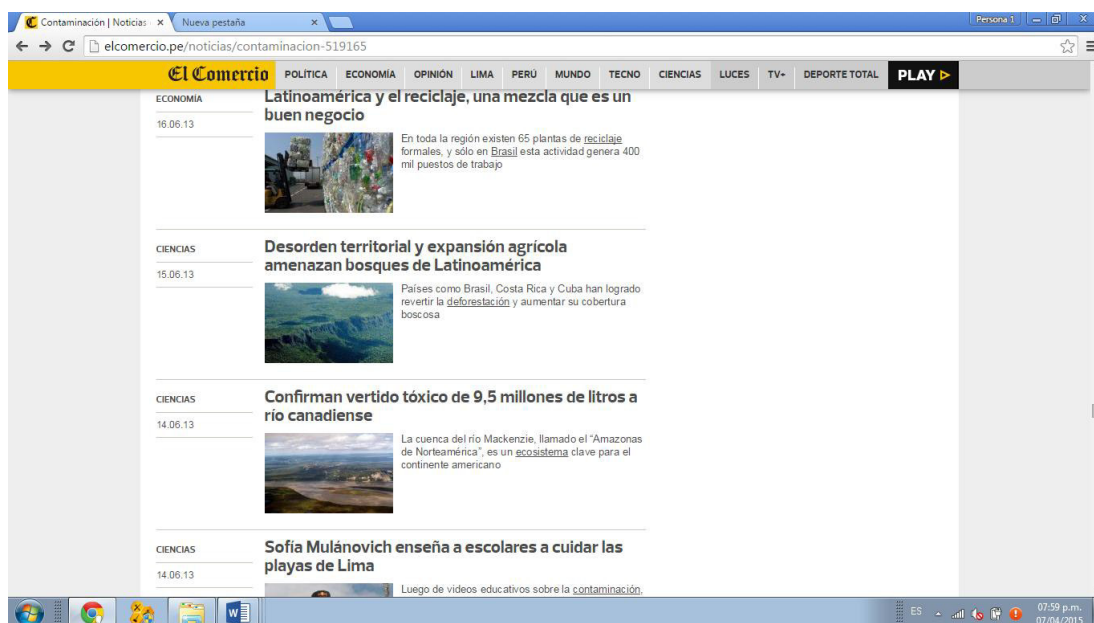 Contaminación | Noticias
Nueva pestaña
Persona 1
elcomercio.pe/noticias/contaminacion-519165
El Comercio POLÍTICA ECONOMÍA OPINIÓN LIMA PERÚ MUNDO TECNO CIENCIAS LUCES TV+ DEPORTE TOTAL PLAY
ECONOMÍA
16.06.13
Latinoamérica y el reciclaje, una mezcla que es un
buen negocio
En toda la región existen 65 plantas de reciclaje
formales, y sólo en Brasil esta actividad genera 400
mil puestos de trabajo
CIENCIAS
15.06.13
Desorden territorial y expansión agrícola
amenazan bosques de Latinoamérica
Países como Brasil, Costa Rica y Cuba han logrado
revertir la deforestación y aumentar su cobertura
boscosa
CIENCIAS
14.06.13
Confirman vertido tóxico de 9,5 millones de litros a
río canadiense
La cuenca del río Mackenzie, llamado el “Amazonas
de Norteamérica”, es un ecosistema clave para el
continente americano
CIENCIAS
14.06.13
Sofía Mulánovich enseña a escolares a cuidar las
playas de Lima
Luego de videos educativos sobre la contaminación,
ES
07:59 p.m.
07/04/2015